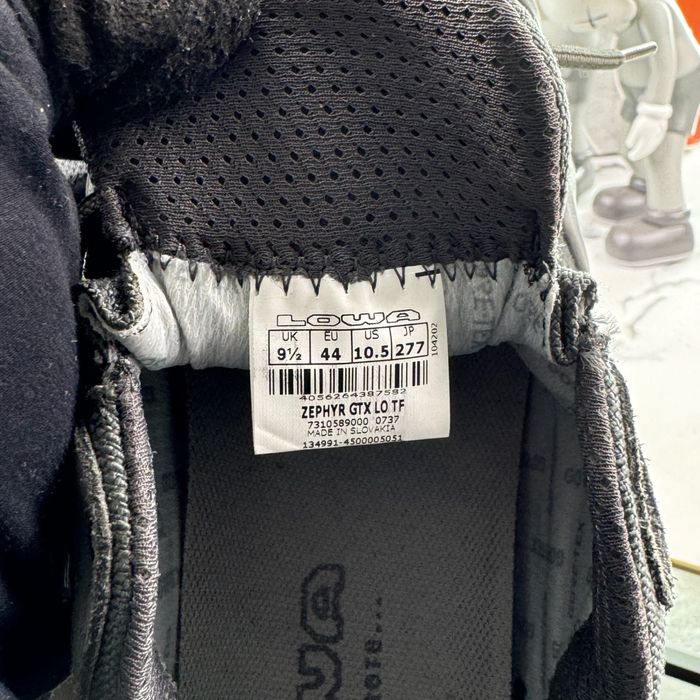 LOWA
UK EU US JP
9½ 44 10.5 277
104202
4056264387582
ZEPHYR GTX LO TF
7310589000 0737
MADE IN SLOVAKIA
134991-4500005051